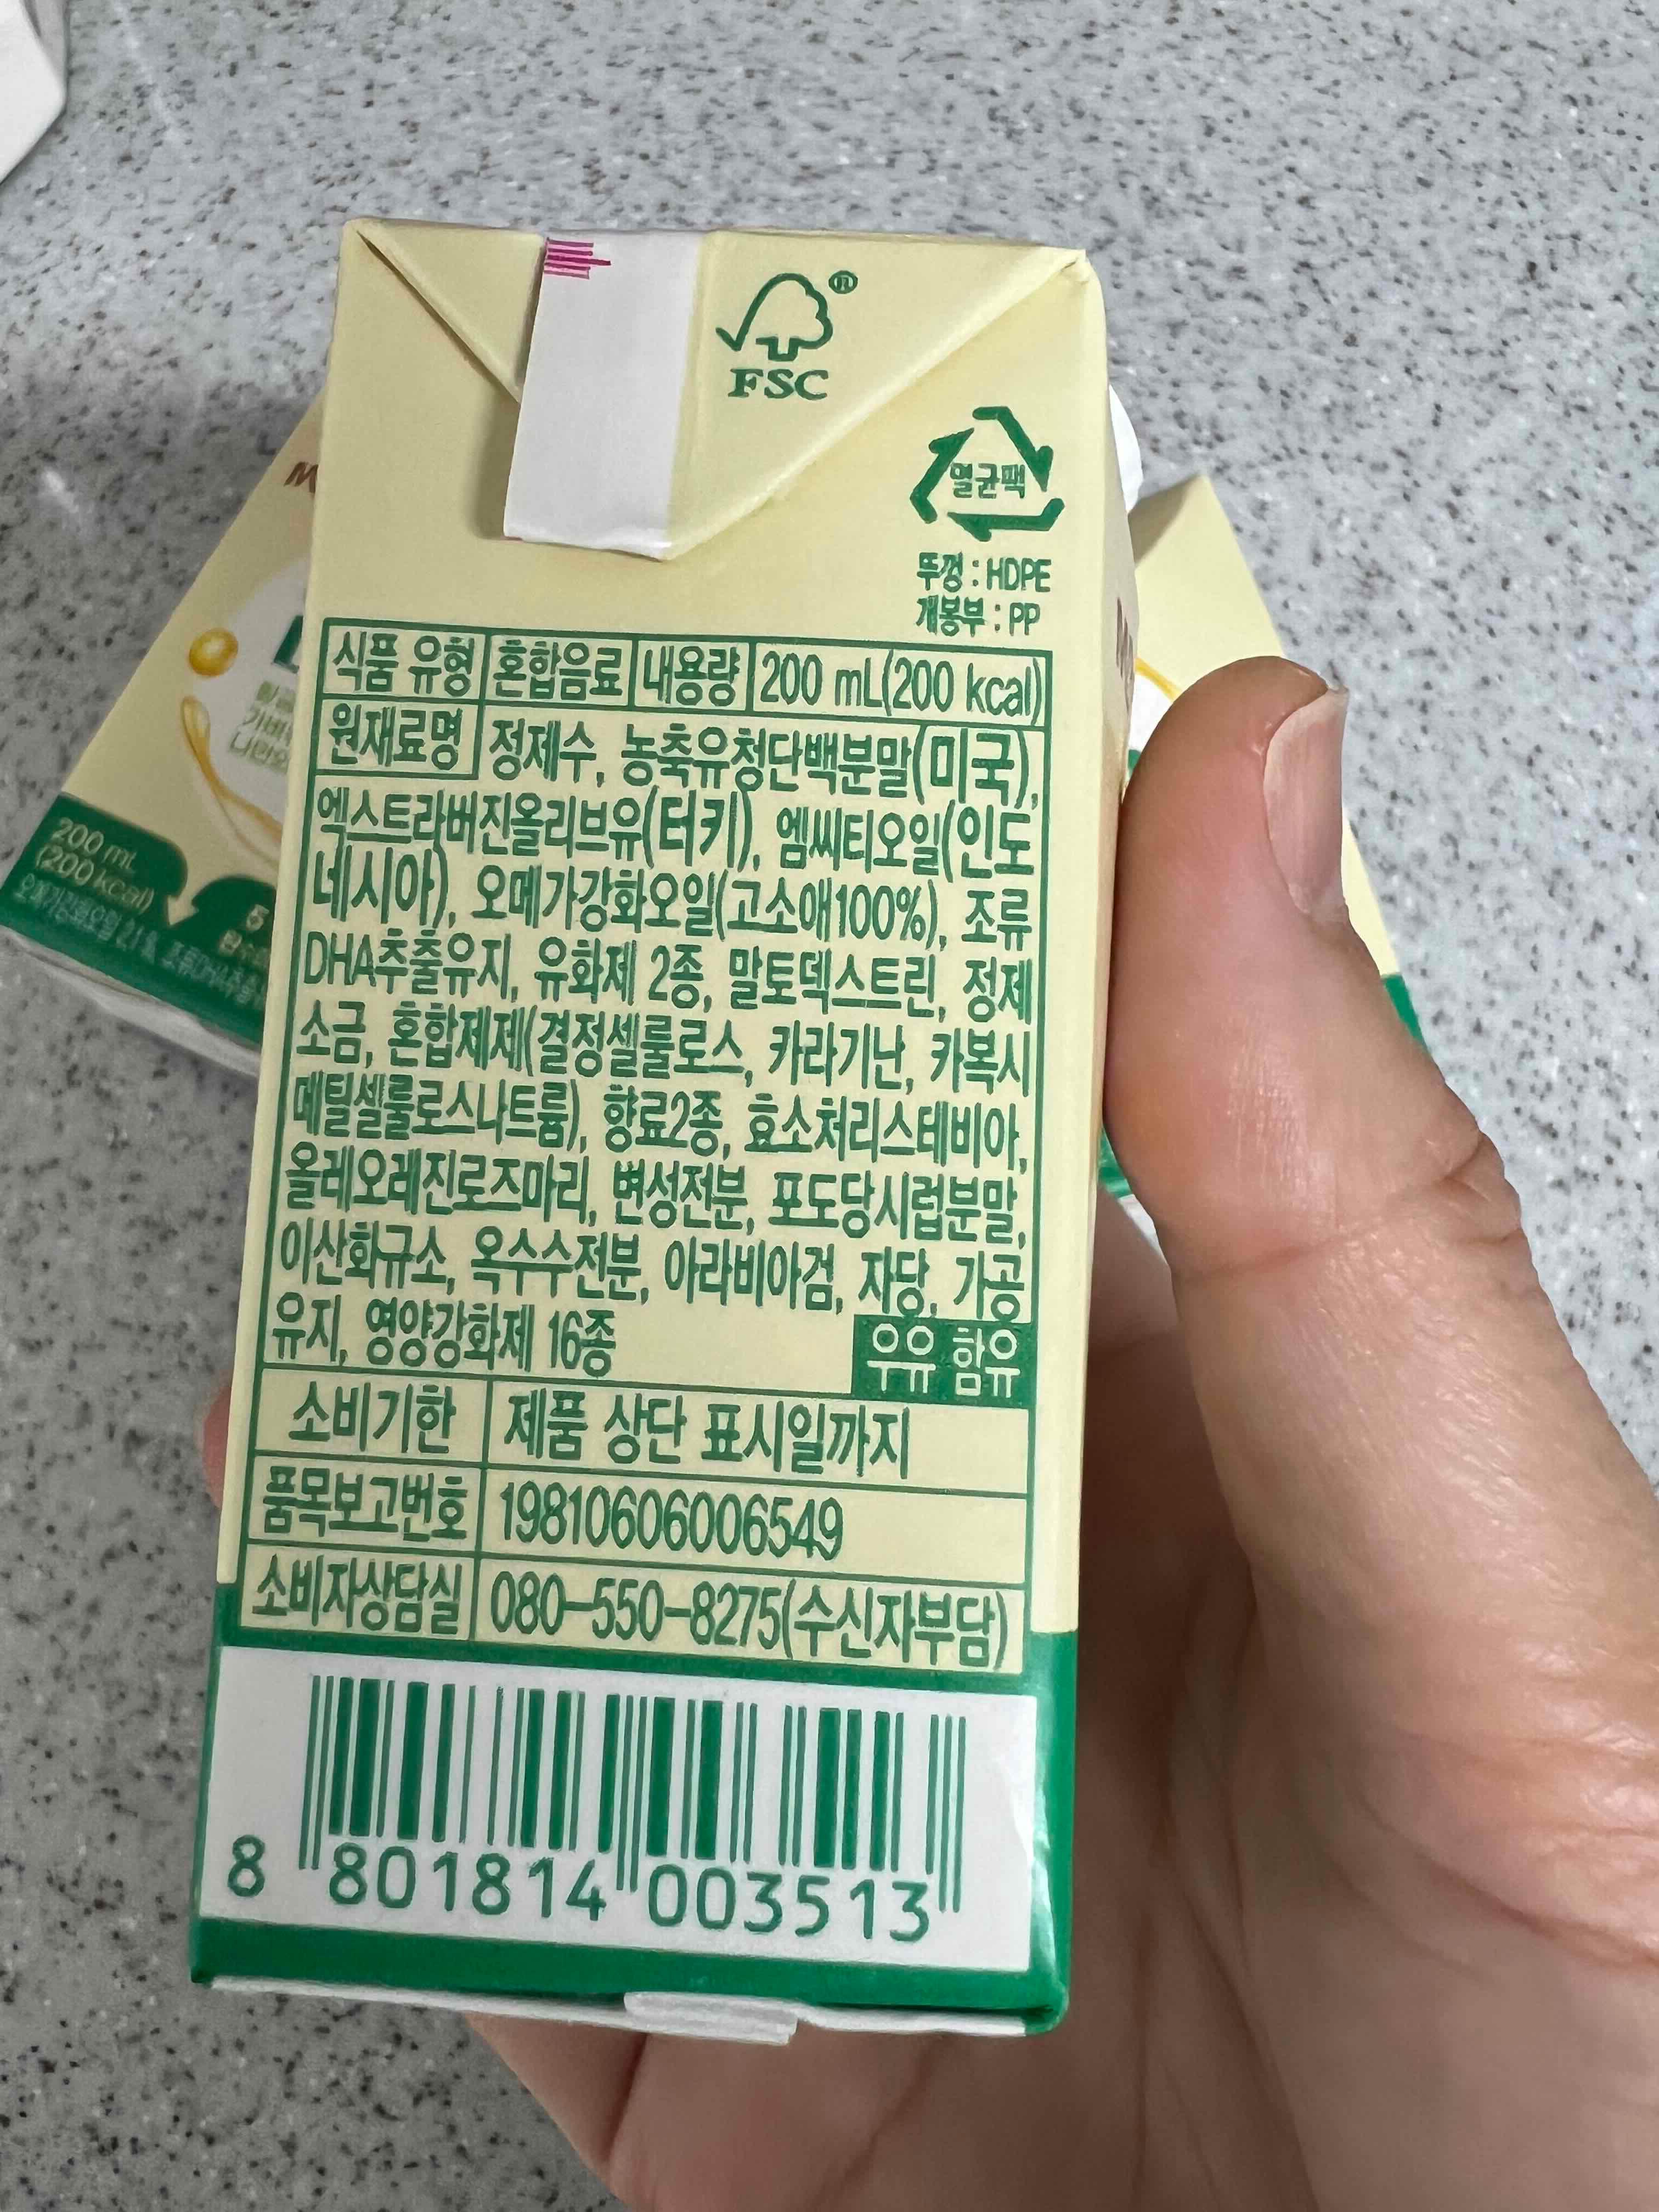 FSC
®
멸균팩
뚜껑 : HDPE
개봉부 : PP
식품 유형 혼합음료 내용량 200 mL(200 kcal)
원재료명 정제수, 농축유청단백분말(미국),
엑스트라버진올리브유(터키), 엠씨티오일(인도
네시아), 오메가강화오일(고소애100%), 조류
DHA추출유지, 유화제 2종, 말토덱스트린, 정제
소금, 혼합제제(결정셀룰로스, 카라기난, 카복시
메틸셀룰로스나트륨), 향료2종, 효소처리스테비아,
올레오레진로즈마리, 변성전분, 포도당시럽분말,
이산화규소, 옥수수전분, 아라비아검, 자당, 가공
유지, 영양강화제 16종
우유 함유
소비기한 제품 상단 표시일까지
품목보고번호 19810606006549
소비자상담실 080-550-8275(수신자부담)
8 801814 003513
200 mL
(200 kcal)